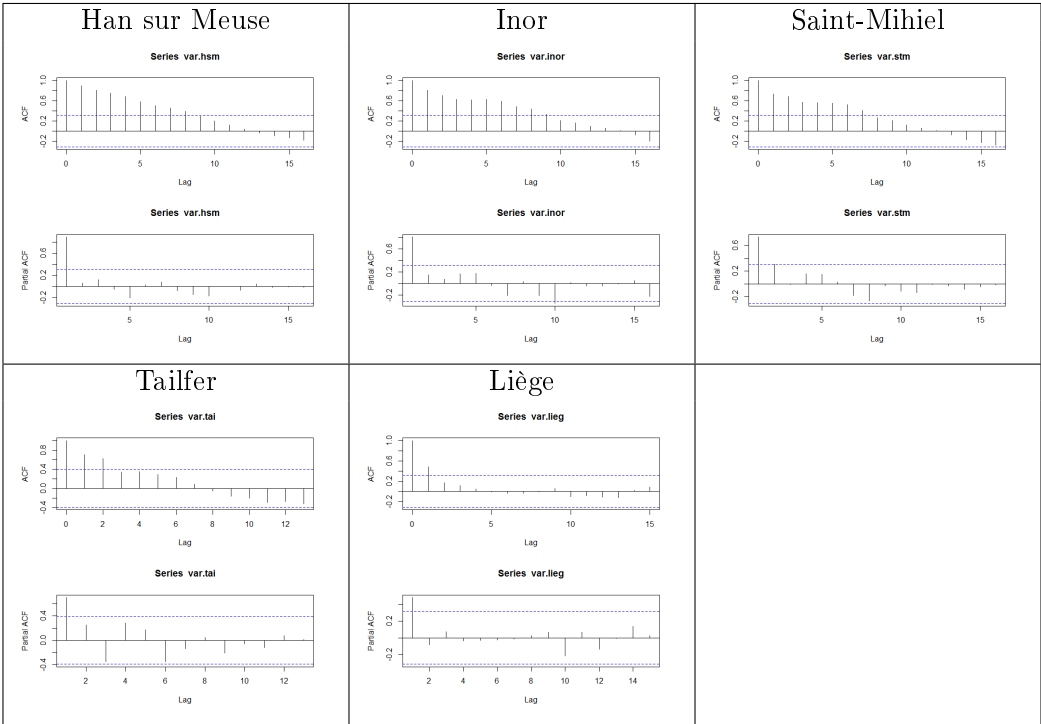 Han sur Meuse
Series var.hsm
ACF
-0.2 0.2 0.6 1.0
0 5 10 15
Lag
Series var.hsm
Partial ACF
-0.2 0.2 0.6
5 10 15
Lag
Inor
Series var.inor
ACF
-0.2 0.2 0.6 1.0
0 5 10 15
Lag
Series var.inor
Partial ACF
-0.2 0.2 0.6
5 10 15
Lag
Saint-Mihiel
Series var.stm
ACF
-0.2 0.2 0.6 1.0
0 5 10 15
Lag
Series var.stm
Partial ACF
-0.2 0.2 0.6
5 10 15
Lag
Tailfer
Series var.tai
ACF
-0.4 0.0 0.4 0.8
0 2 4 6 8 10 12
Lag
Series var.tai
Partial ACF
-0.4 0.0 0.4
2 4 6 8 10 12
Lag
Liège
Series var.lieg
ACF
-0.2 0.2 0.6 1.0
0 5 10 15
Lag
Series var.lieg
Partial ACF
-0.2 0.2
2 4 6 8 10 12 14
Lag